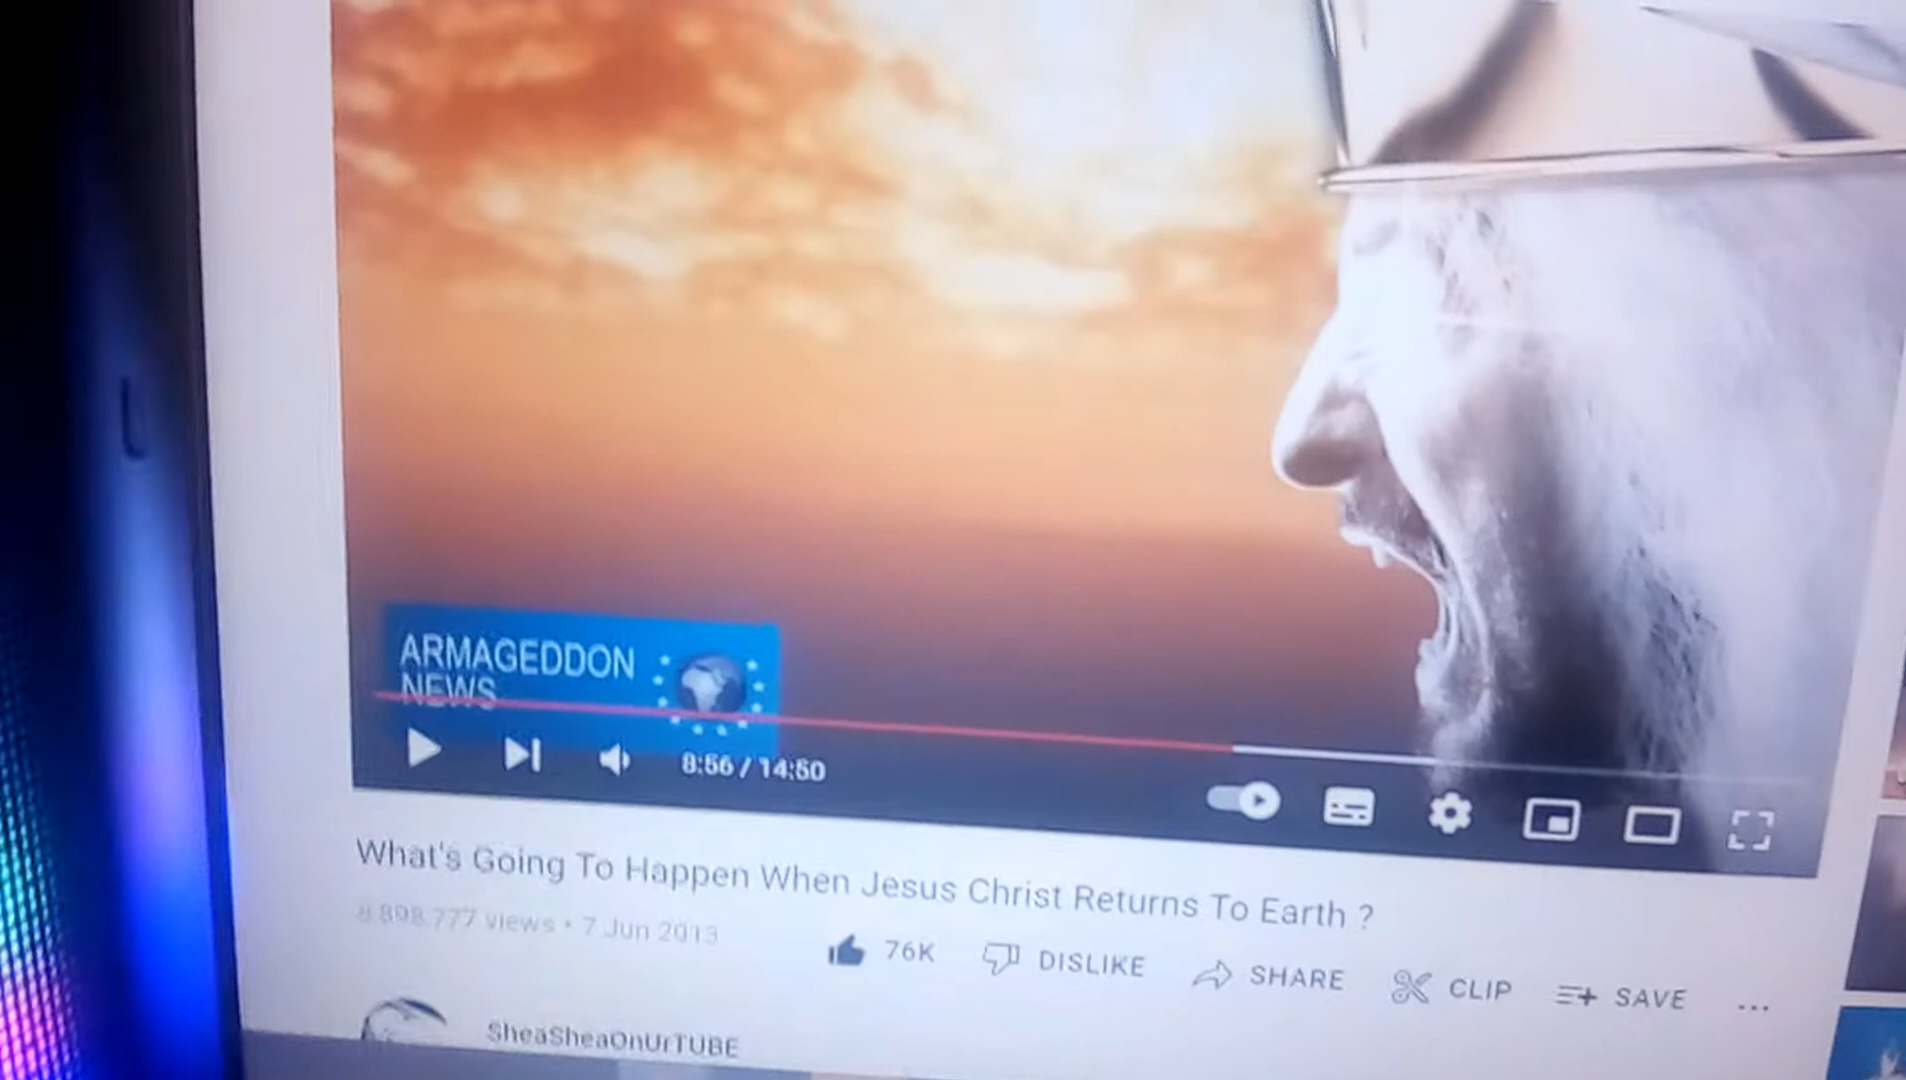 ARMAGEDDON
NEWS
8:56 / 14:50
What's Going To Happen When Jesus Christ Returns To Earth ?
8,898,777 views • 7 Jun 2013
76K DISLIKE SHARE CLIP SAVE ...
SheaSheaOnUrTUBE